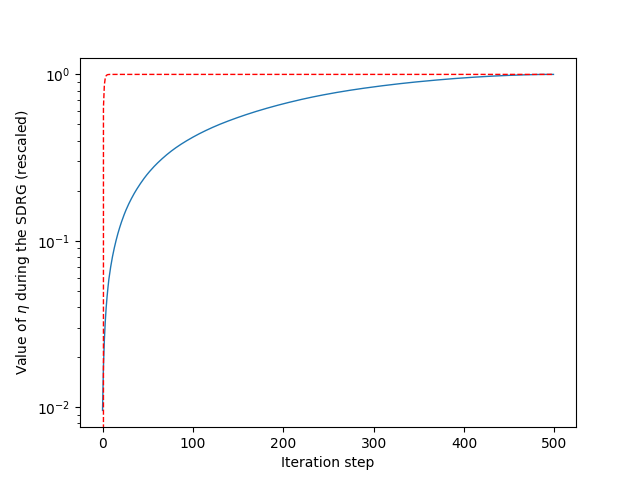 Value of η during the SDRG (rescaled)
10⁰
10⁻¹
10⁻²
0 100 200 300 400 500
Iteration step